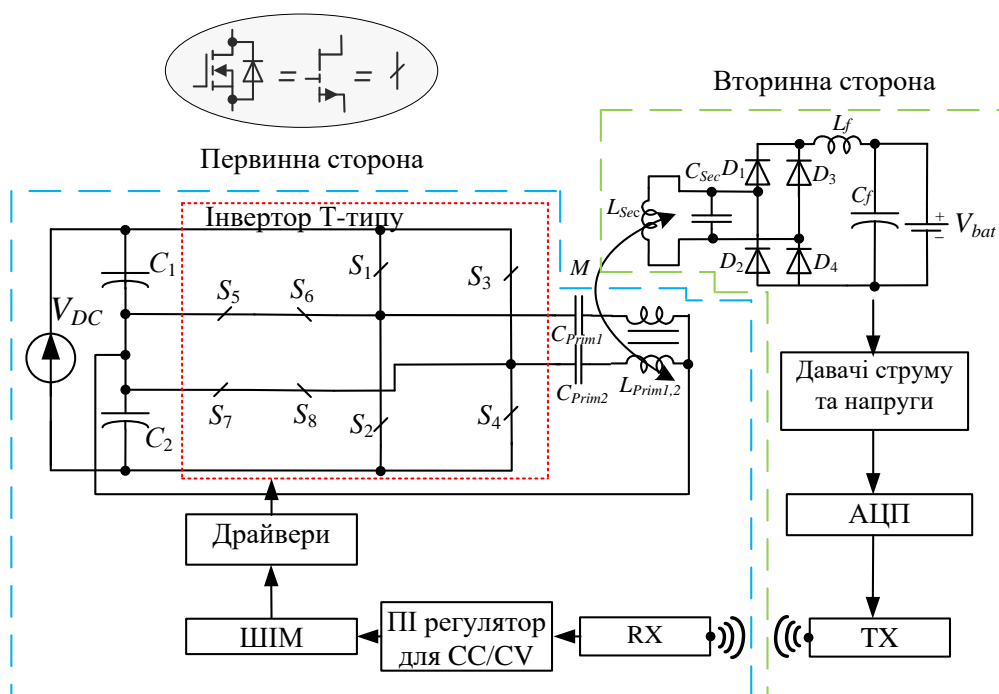 Вторинна сторона
Первинна сторона
Інвертор Т-типу
L_f
C_Sec
D_1
D_3
L_Sec
C_f
+
−
V_bat
D_2
D_4
M
C_1
S_1
S_3
S_5
S_6
V_DC
C_Prim1
S_7
S_8
C_Prim2
L_Prim1,2
C_2
S_2
S_4
Давачі струму
та напруги
Драйвери
АЦП
ШІМ
ПІ регулятор
для CC/CV
RX
TX
= =